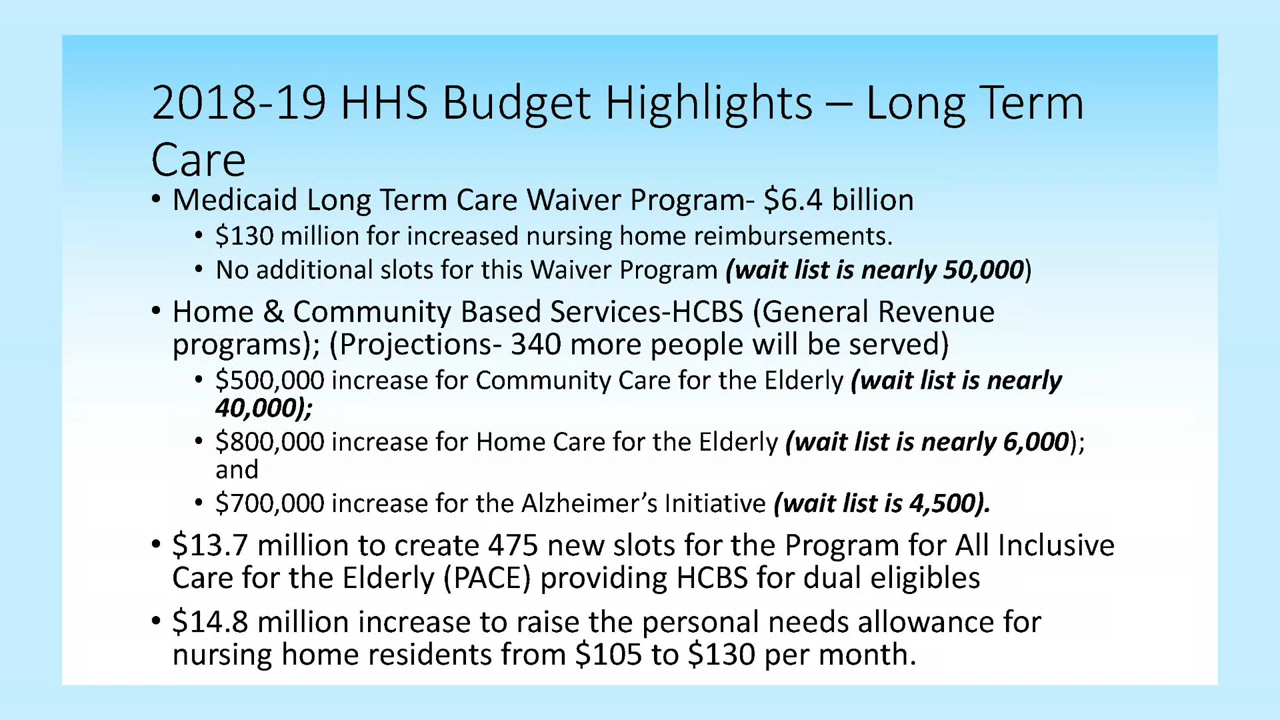 2018-19 HHS Budget Highlights – Long Term
Care
• Medicaid Long Term Care Waiver Program- $6.4 billion
• $130 million for increased nursing home reimbursements.
• No additional slots for this Waiver Program (wait list is nearly 50,000)
• Home & Community Based Services-HCBS (General Revenue
programs); (Projections- 340 more people will be served)
• $500,000 increase for Community Care for the Elderly (wait list is nearly
40,000);
• $800,000 increase for Home Care for the Elderly (wait list is nearly 6,000);
and
• $700,000 increase for the Alzheimer’s Initiative (wait list is 4,500).
• $13.7 million to create 475 new slots for the Program for All Inclusive
Care for the Elderly (PACE) providing HCBS for dual eligibles
• $14.8 million increase to raise the personal needs allowance for
nursing home residents from $105 to $130 per month.